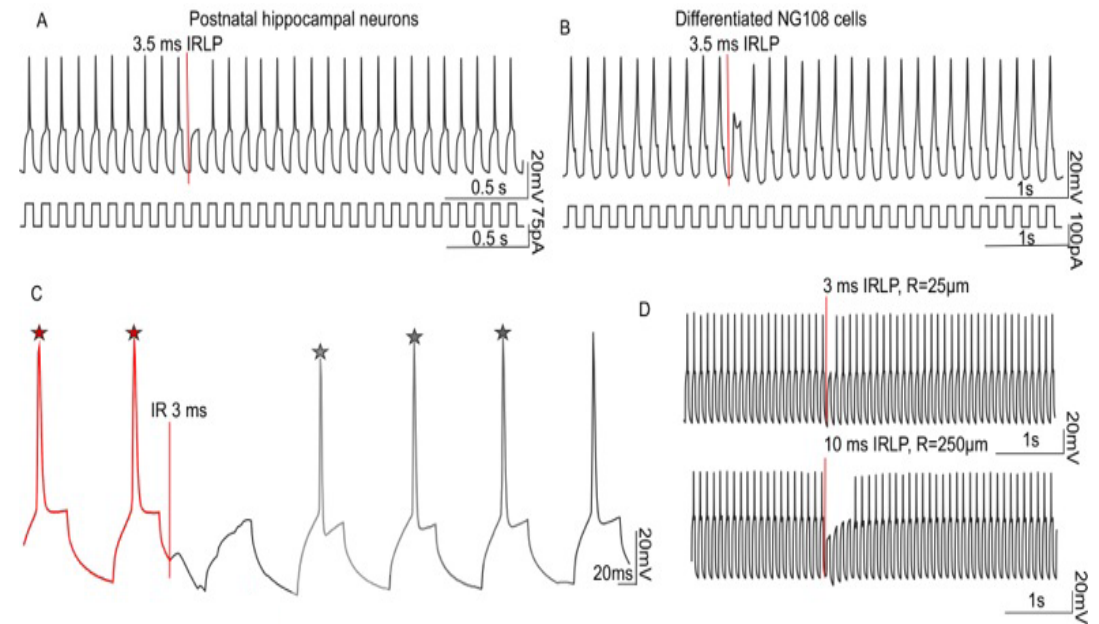 A
Postnatal hippocampal neurons
3.5 ms IRLP
20mV
0.5 s
75pA
0.5 s
B
Differentiated NG108 cells
3.5 ms IRLP
20mV
1s
100pA
1s
C
IR 3 ms
20mV
20ms
D
3 ms IRLP, R=25µm
20mV
1s
10 ms IRLP, R=250µm
20mV
1s